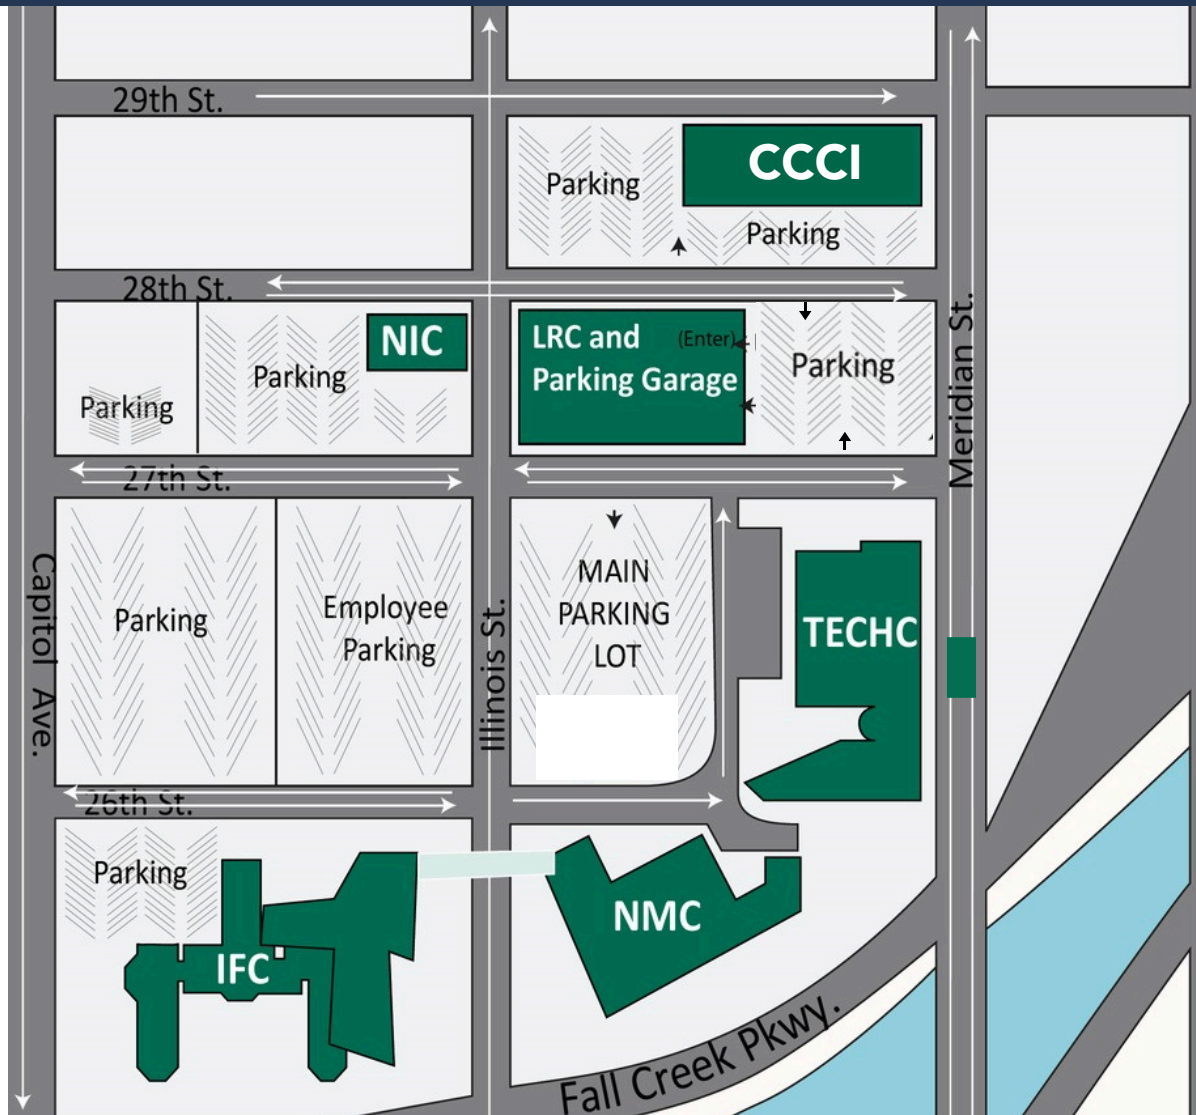 29th St.
CCCI
Parking
Parking
28th St.
NIC
LRC and
(Enter)
Parking Garage
Parking
Parking
Parking
Meridian St.
27th St.
MAIN
PARKING
LOT
Employee
Parking
Parking
TECHC
Capitol Ave.
Illinois St.
26th St.
Parking
NMC
IFC
Fall Creek Pkwy.